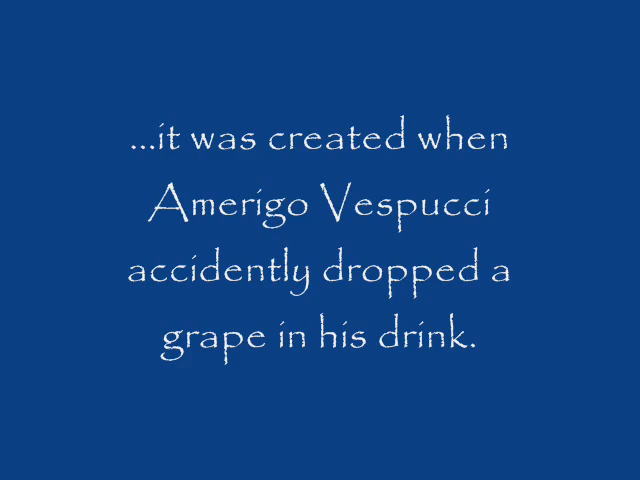 ...it was created when
Amerigo Vespucci
accidently dropped a
grape in his drink.